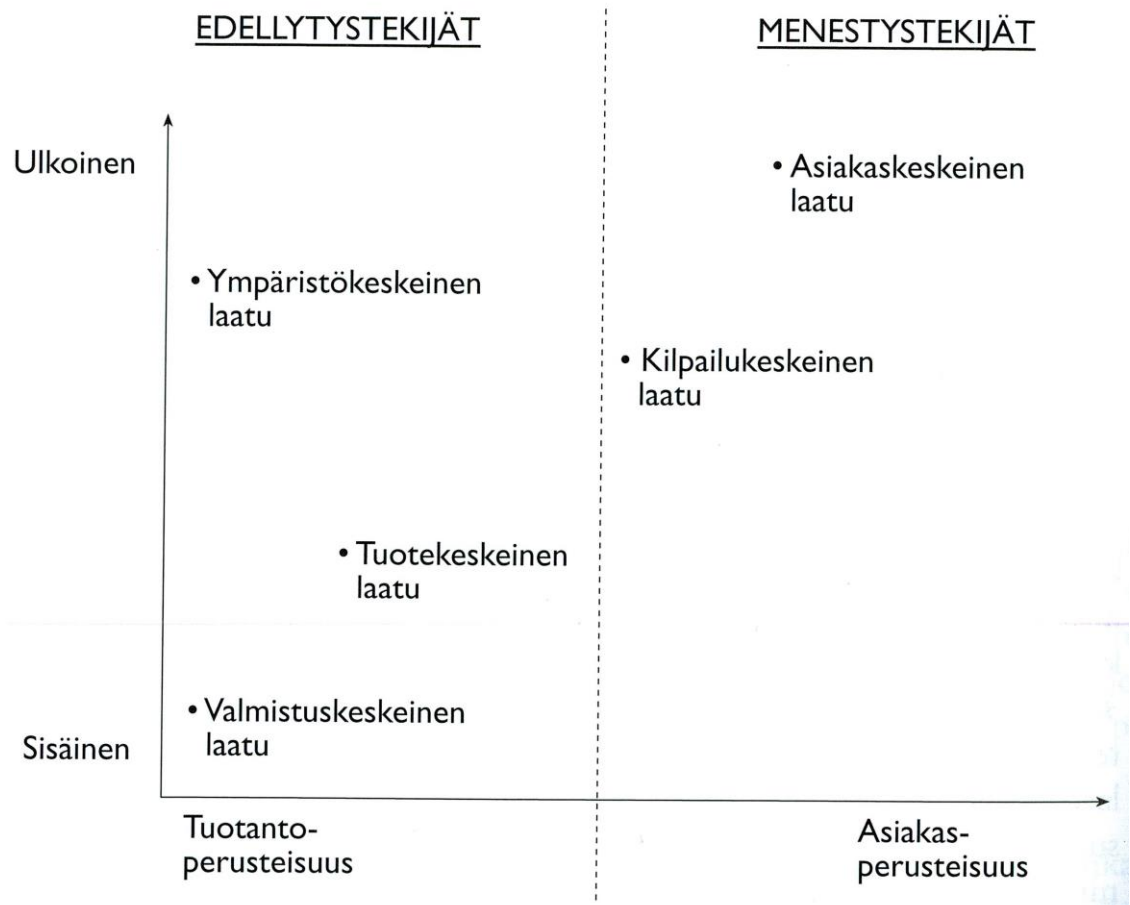 EDELLYTYSTEKIJÄT
MENESTYSTEKIJÄT
Ulkoinen
• Asiakaskeskeinen
laatu
• Ympäristökeskeinen
laatu
• Kilpailukeskeinen
laatu
• Tuotekeskeinen
laatu
• Valmistuskeskeinen
laatu
Sisäinen
Tuotanto-
perusteisuus
Asiakas-
perusteisuus